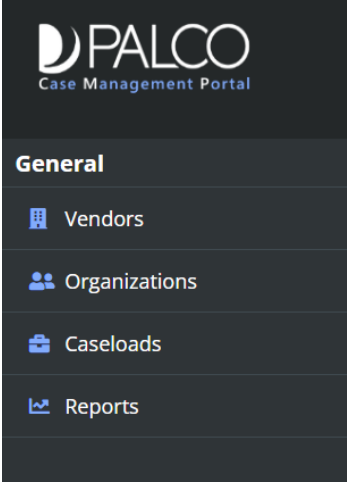 PALCO
Case Management Portal
General
Vendors
Organizations
Caseloads
Reports